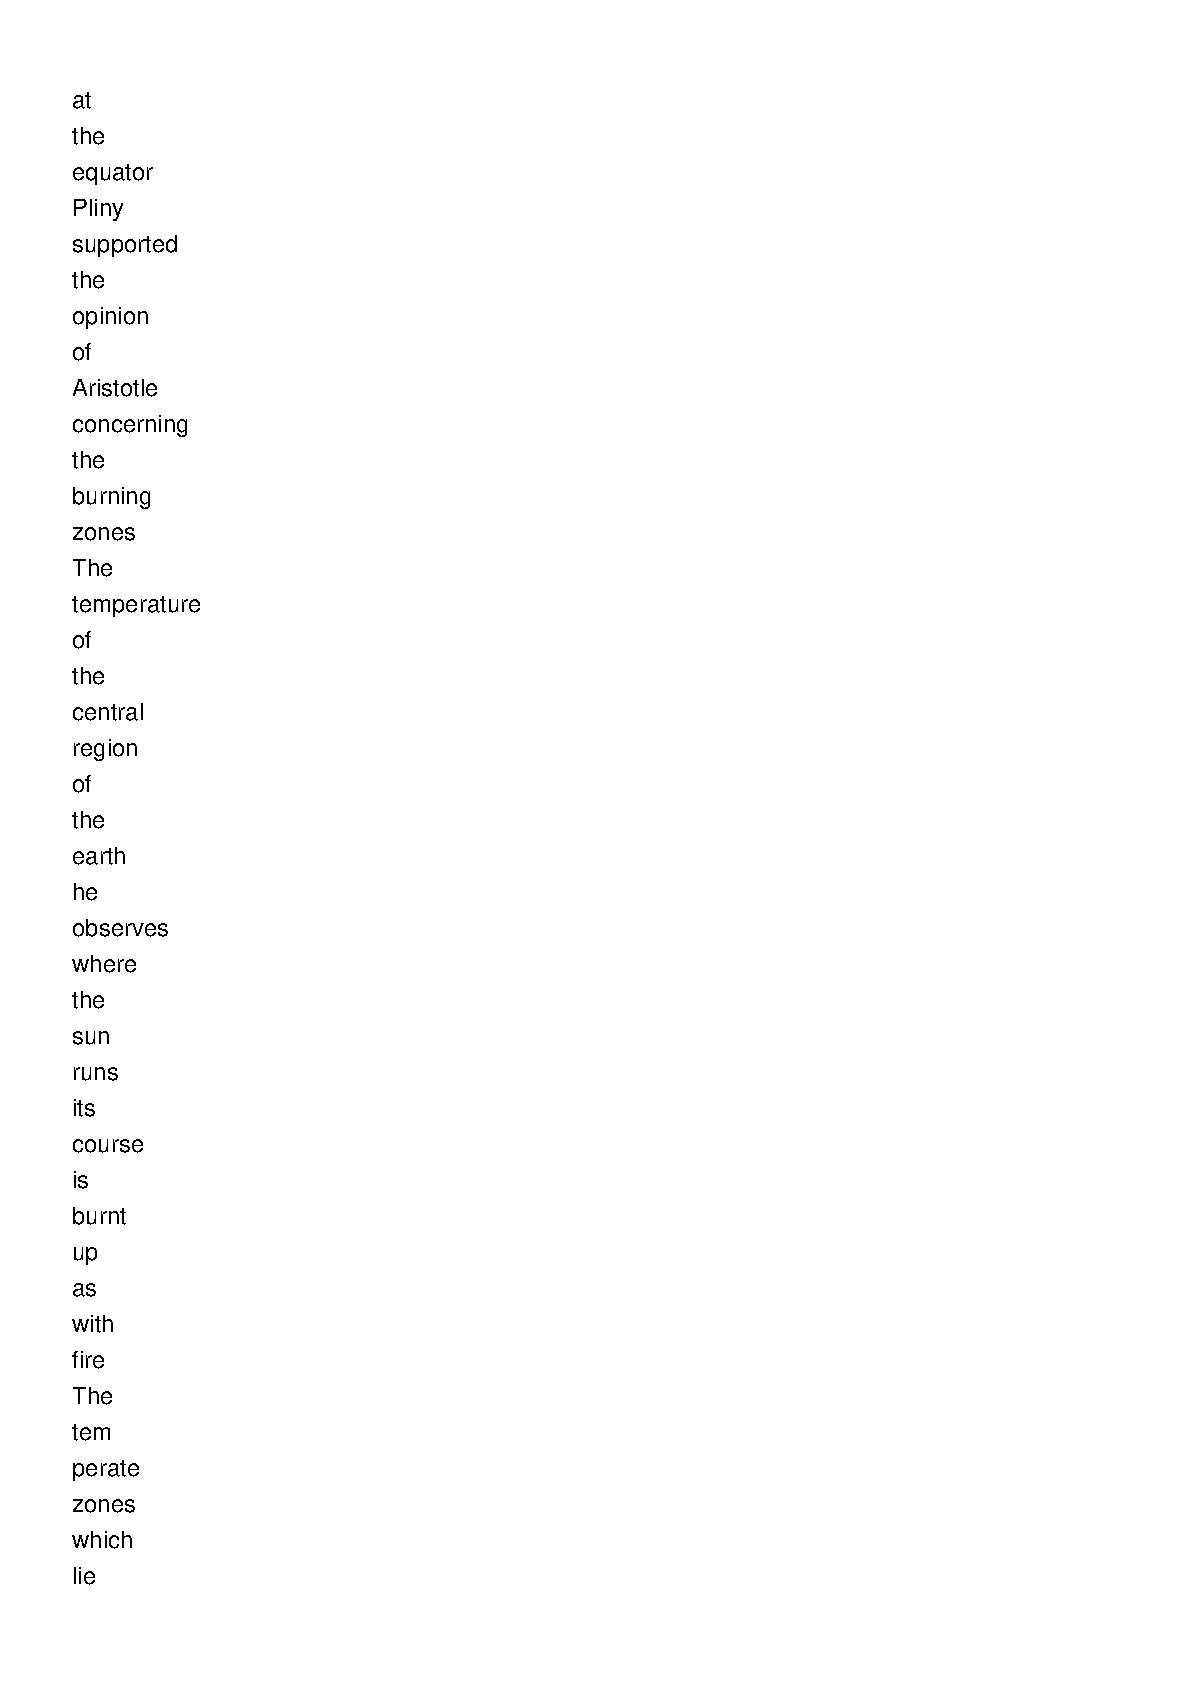 at
the
equator
Pliny
supported
the
opinion
of
Aristotle
concerning
the
burning
zones
The
temperature
of
the
central
region
of
the
earth
he
observes
where
the
sun
runs
its
course
is
burnt
up
as
with
fire
The
tem
perate
zones
which
lie